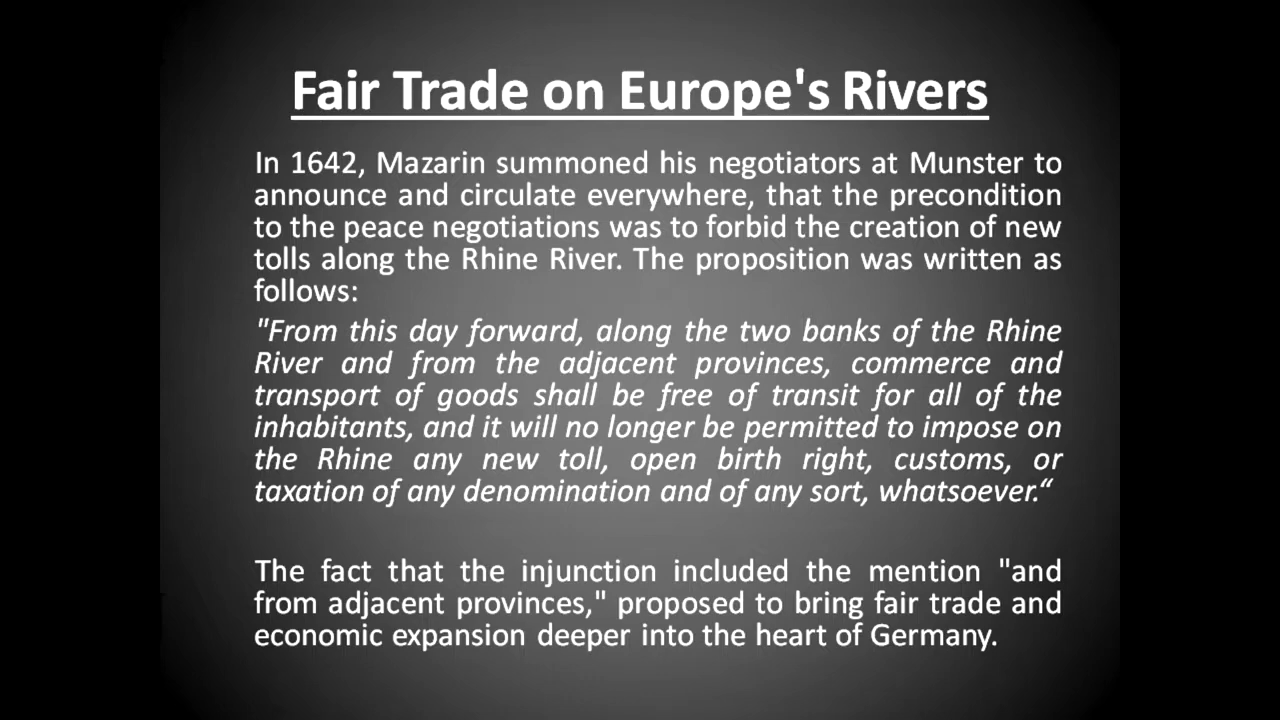 Fair Trade on Europe's Rivers
In 1642, Mazarin summoned his negotiators at Munster to
announce and circulate everywhere, that the precondition
to the peace negotiations was to forbid the creation of new
tolls along the Rhine River. The proposition was written as
follows:
"From this day forward, along the two banks of the Rhine
River and from the adjacent provinces, commerce and
transport of goods shall be free of transit for all of the
inhabitants, and it will no longer be permitted to impose on
the Rhine any new toll, open birth right, customs, or
taxation of any denomination and of any sort, whatsoever.“
The fact that the injunction included the mention "and
from adjacent provinces," proposed to bring fair trade and
economic expansion deeper into the heart of Germany.